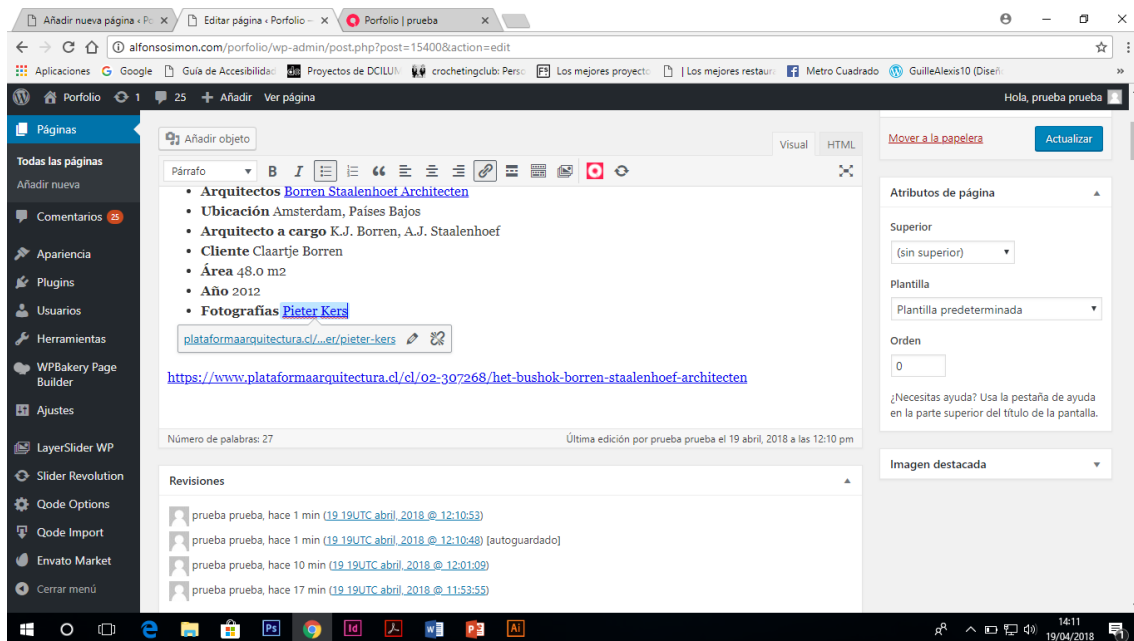 Añadir nueva página ‹ Po
Editar página ‹ Porfolio —
Porfolio | prueba
alfonsosimon.com/porfolio/wp-admin/post.php?post=15400&action=edit
Aplicaciones Google Guía de Accesibilidad Proyectos de DCILUM crochetingclub: Perso Los mejores proyecto | Los mejores restaura Metro Cuadrado GuilleAlexis10 (Diseñ »
Porfolio 1 25 + Añadir Ver página Hola, prueba prueba
Páginas
Todas las páginas
Añadir nueva
Comentarios 25
Apariencia
Plugins
Usuarios
Herramientas
WPBakery Page
Builder
Ajustes
LayerSlider WP
Slider Revolution
Qode Options
Qode Import
Envato Market
Cerrar menú
Añadir objeto
Visual HTML
Párrafo B I
• Arquitectos Borren Staalenhoef Architecten
• Ubicación Amsterdam, Países Bajos
• Arquitecto a cargo K.J. Borren, A.J. Staalenhoef
• Cliente Claartje Borren
• Área 48.0 m2
• Año 2012
• Fotografías Pieter Kers
plataformaarquitectura.cl/...er/pieter-kers
https://www.plataformaarquitectura.cl/cl/02-307268/het-bushok-borren-staalenhoef-architecten
Número de palabras: 27 Última edición por prueba prueba el 19 abril, 2018 a las 12:10 pm
Revisiones
prueba prueba, hace 1 min (19 19UTC abril, 2018 @ 12:10:53)
prueba prueba, hace 1 min (19 19UTC abril, 2018 @ 12:10:48) [autoguardado]
prueba prueba, hace 10 min (19 19UTC abril, 2018 @ 12:01:09)
prueba prueba, hace 17 min (19 19UTC abril, 2018 @ 11:53:55)
Mover a la papelera Actualizar
Atributos de página
Superior
(sin superior)
Plantilla
Plantilla predeterminada
Orden
0
¿Necesitas ayuda? Usa la pestaña de ayuda
en la parte superior del título de la pantalla.
Imagen destacada
Ps Id Ai
14:11
19/04/2018